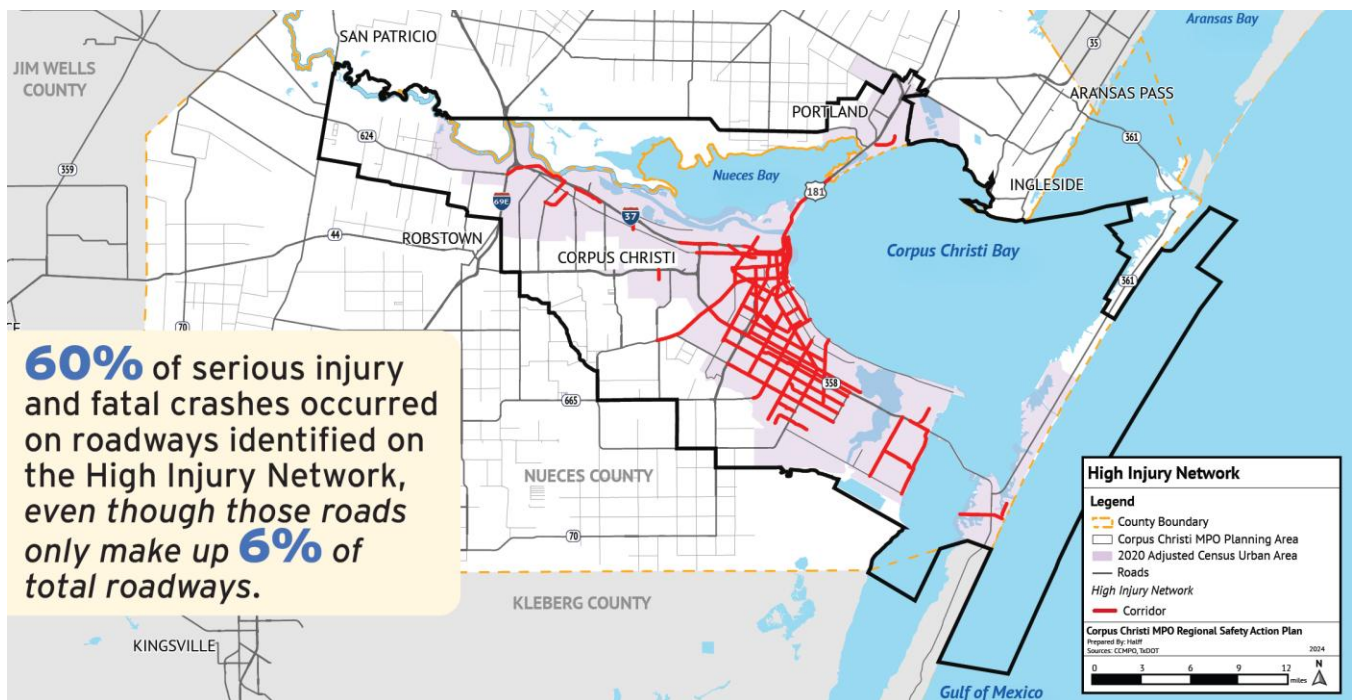 Aransas Bay
SAN PATRICIO
JIM WELLS
COUNTY
35
PORTLAND
ARANSAS PASS
624
361
359
Nueces Bay
181
INGLESIDE
69E
37
44
ROBSTOWN
CORPUS CHRISTI
Corpus Christi Bay
361
70
60% of serious injury
and fatal crashes occurred
on roadways identified on
the High Injury Network,
even though those roads
only make up 6% of
total roadways.
358
665
NUECES COUNTY
70
KLEBERG COUNTY
KINGSVILLE
Gulf of Mexico
High Injury Network
Legend
County Boundary
Corpus Christi MPO Planning Area
2020 Adjusted Census Urban Area
Roads
High Injury Network
Corridor
Corpus Christi MPO Regional Safety Action Plan
Prepared By: Halff
Sources: CCMPO, TxDOT
2024
0 3 6 9 12
miles
N